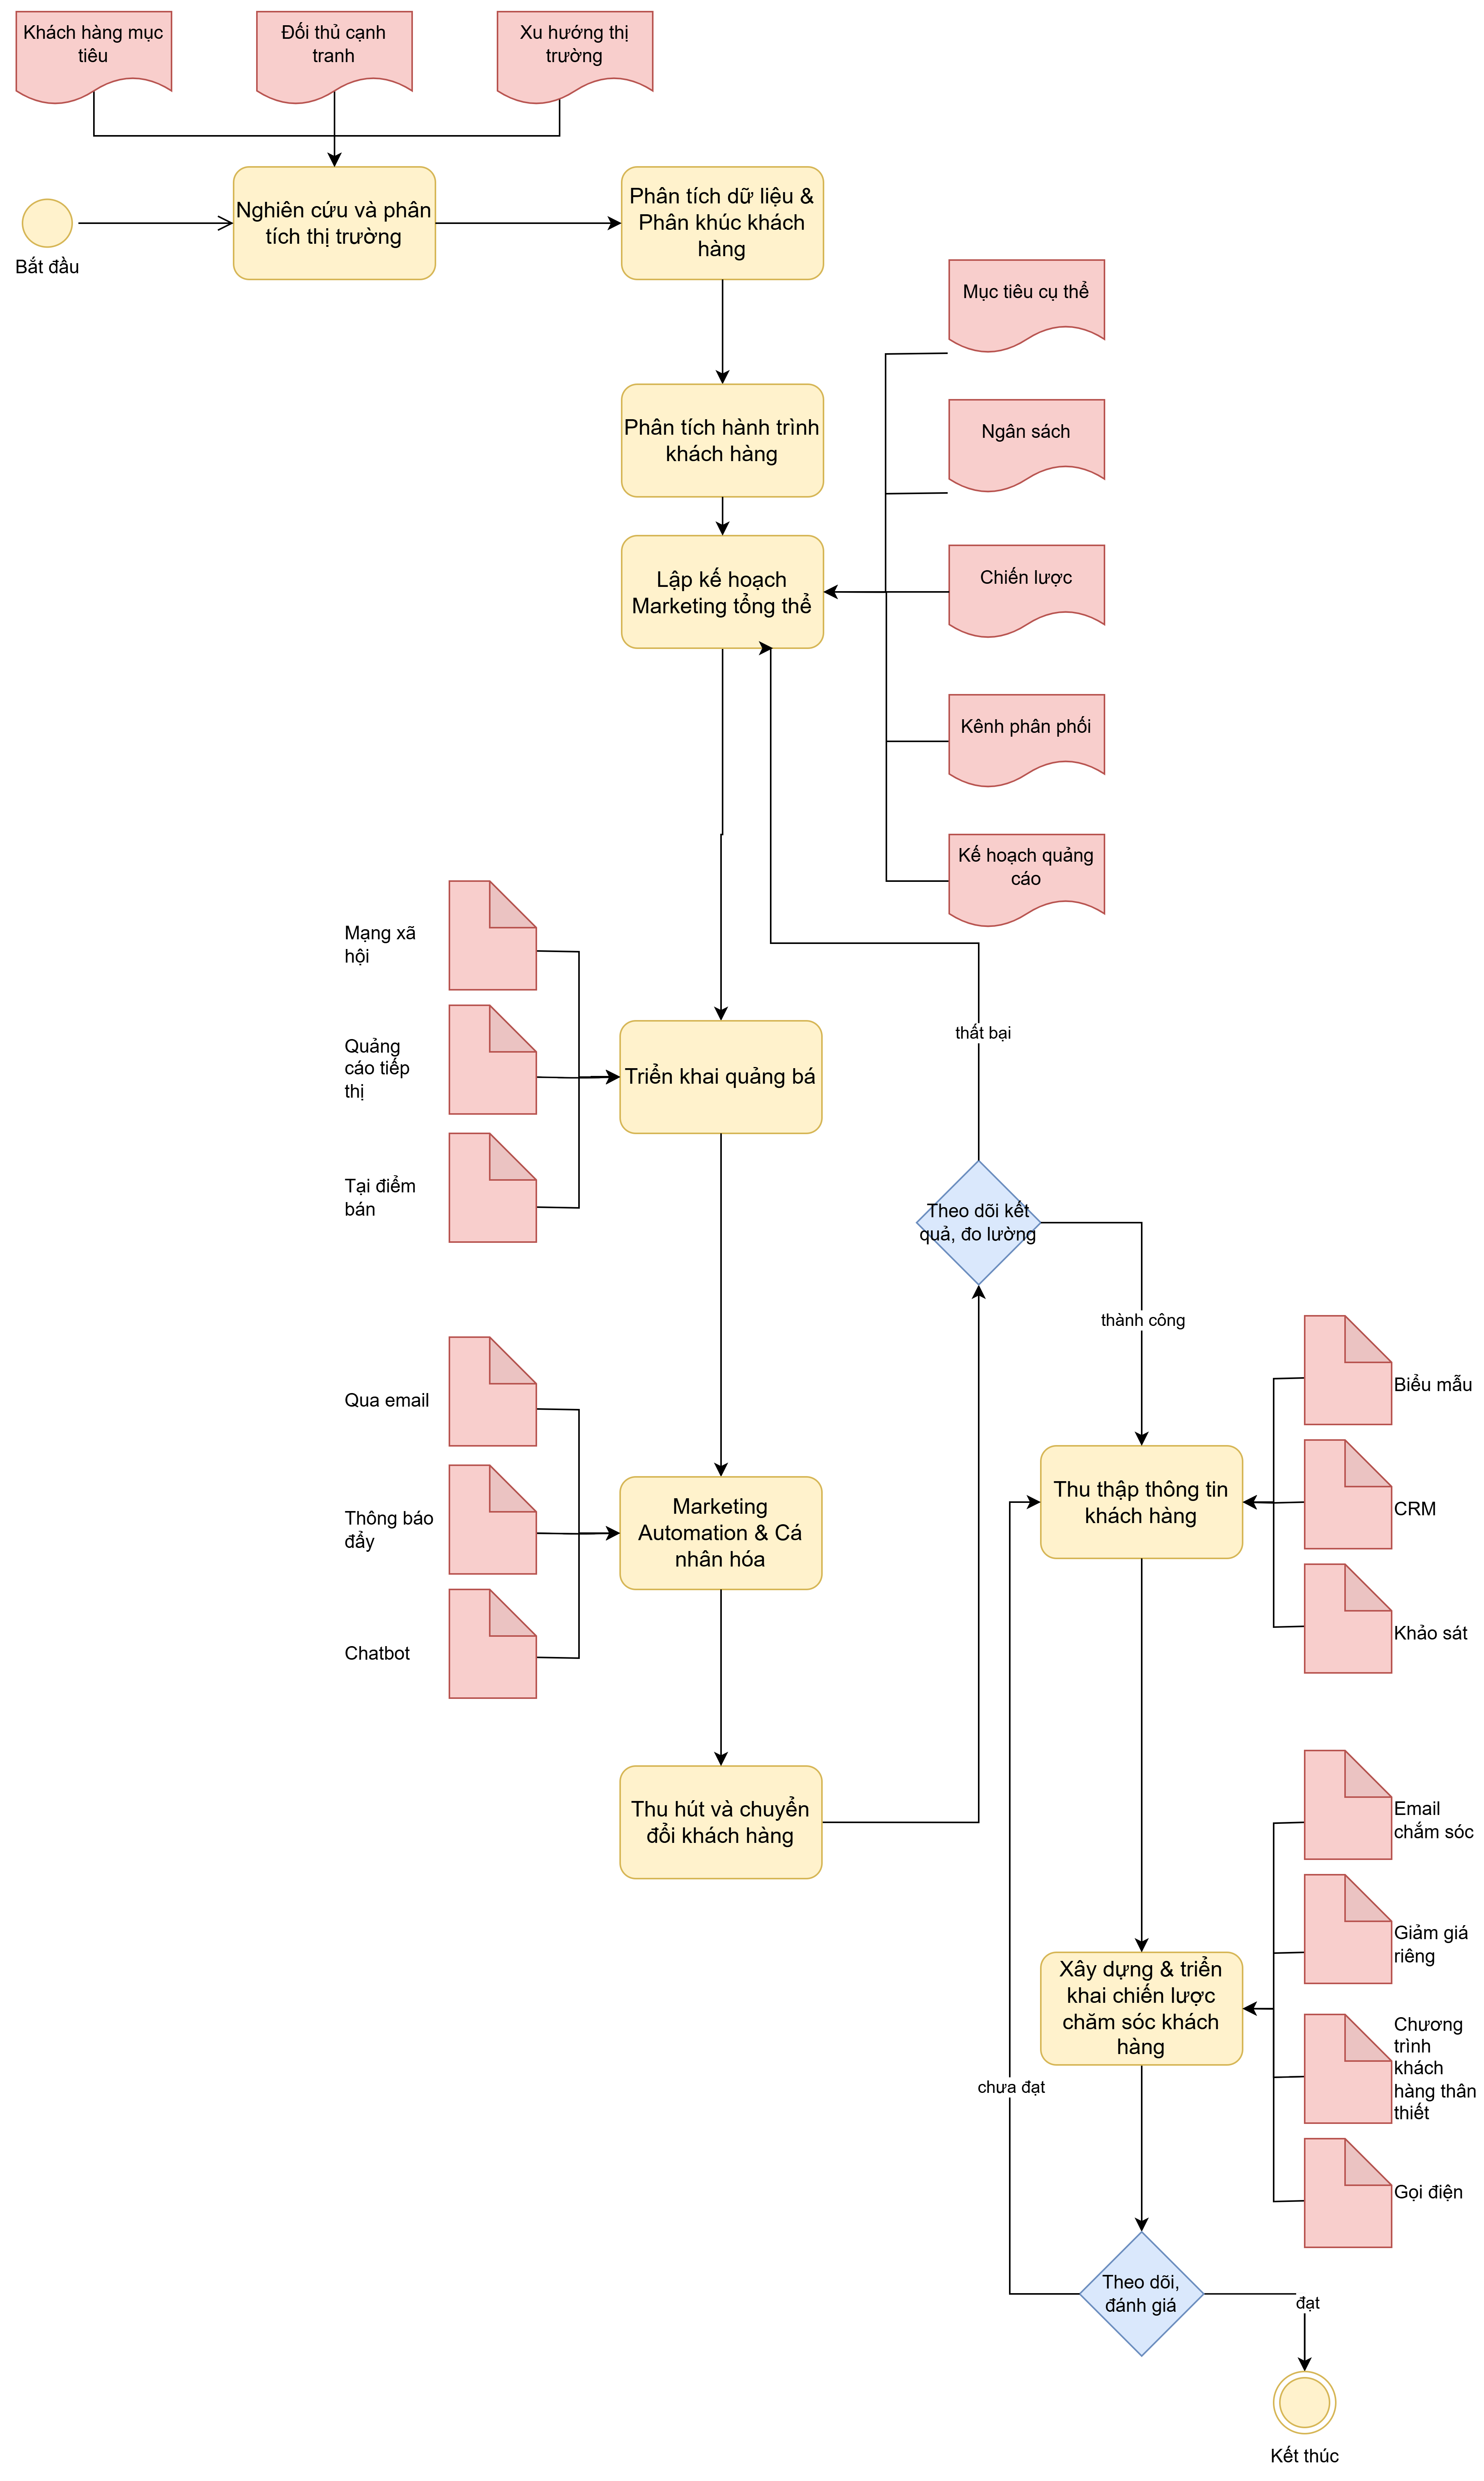 Khách hàng mục
tiêu
Đối thủ cạnh
tranh
Xu hướng thị
trường
Bắt đầu
Nghiên cứu và phân
tích thị trường
Phân tích dữ liệu &
Phân khúc khách
hàng
Mục tiêu cụ thể
Phân tích hành trình
khách hàng
Ngân sách
Lập kế hoạch
Marketing tổng thể
Chiến lược
Kênh phân phối
Kế hoạch quảng
cáo
Mạng xã
hội
Quảng
cáo tiếp
thị
Tại điểm
bán
Triển khai quảng bá
thất bại
Theo dõi kết
quả, đo lường
thành công
Qua email
Thông báo
đẩy
Chatbot
Marketing
Automation & Cá
nhân hóa
Thu thập thông tin
khách hàng
Biểu mẫu
CRM
Khảo sát
Thu hút và chuyển
đổi khách hàng
Email
chắm sóc
Giảm giá
riêng
Chương
trình
khách
hàng thân
thiết
Gọi điện
Xây dựng & triển
khai chiến lược
chăm sóc khách
hàng
chưa đạt
Theo dõi,
đánh giá
đạt
Kết thúc